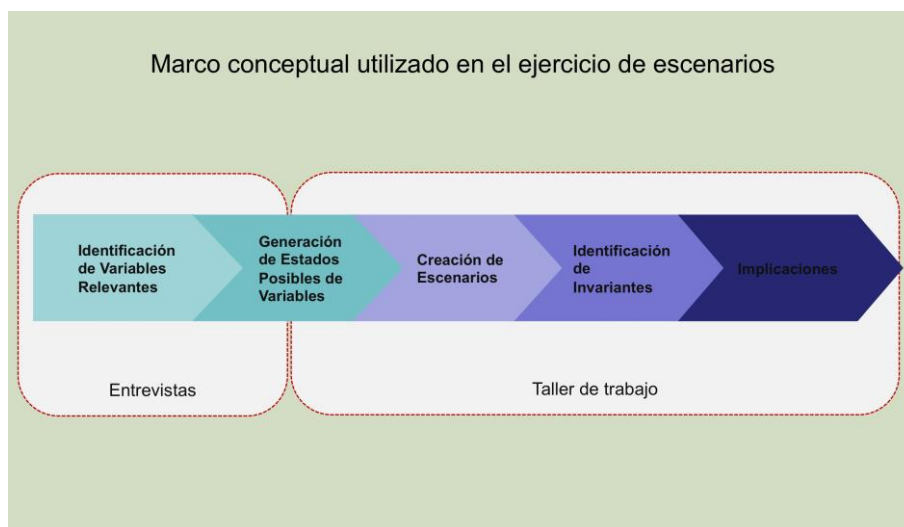 Marco conceptual utilizado en el ejercicio de escenarios
Identificación
de Variables
Relevantes
Generación
de Estados
Posibles de
Variables
Creación de
Escenarios
Identificación
de
Invariantes
Implicaciones
Entrevistas
Taller de trabajo